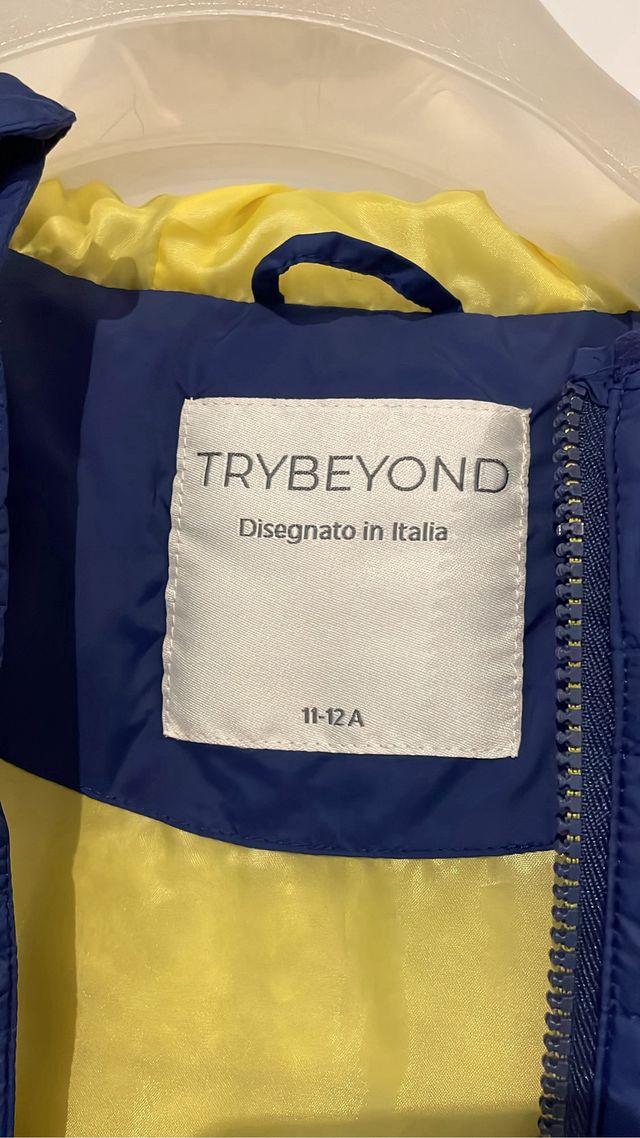 TRYBEYOND
Disegnato in Italia
11-12 A